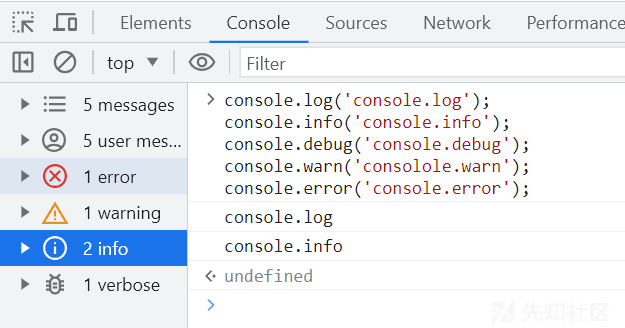 Elements Console Sources Network Performance
top Filter
5 messages
5 user mes...
1 error
1 warning
2 info
1 verbose
console.log('console.log');
console.info('console.info');
console.debug('console.debug');
console.warn('consolole.warn');
console.error('console.error');
console.log
console.info
undefined
先知社区